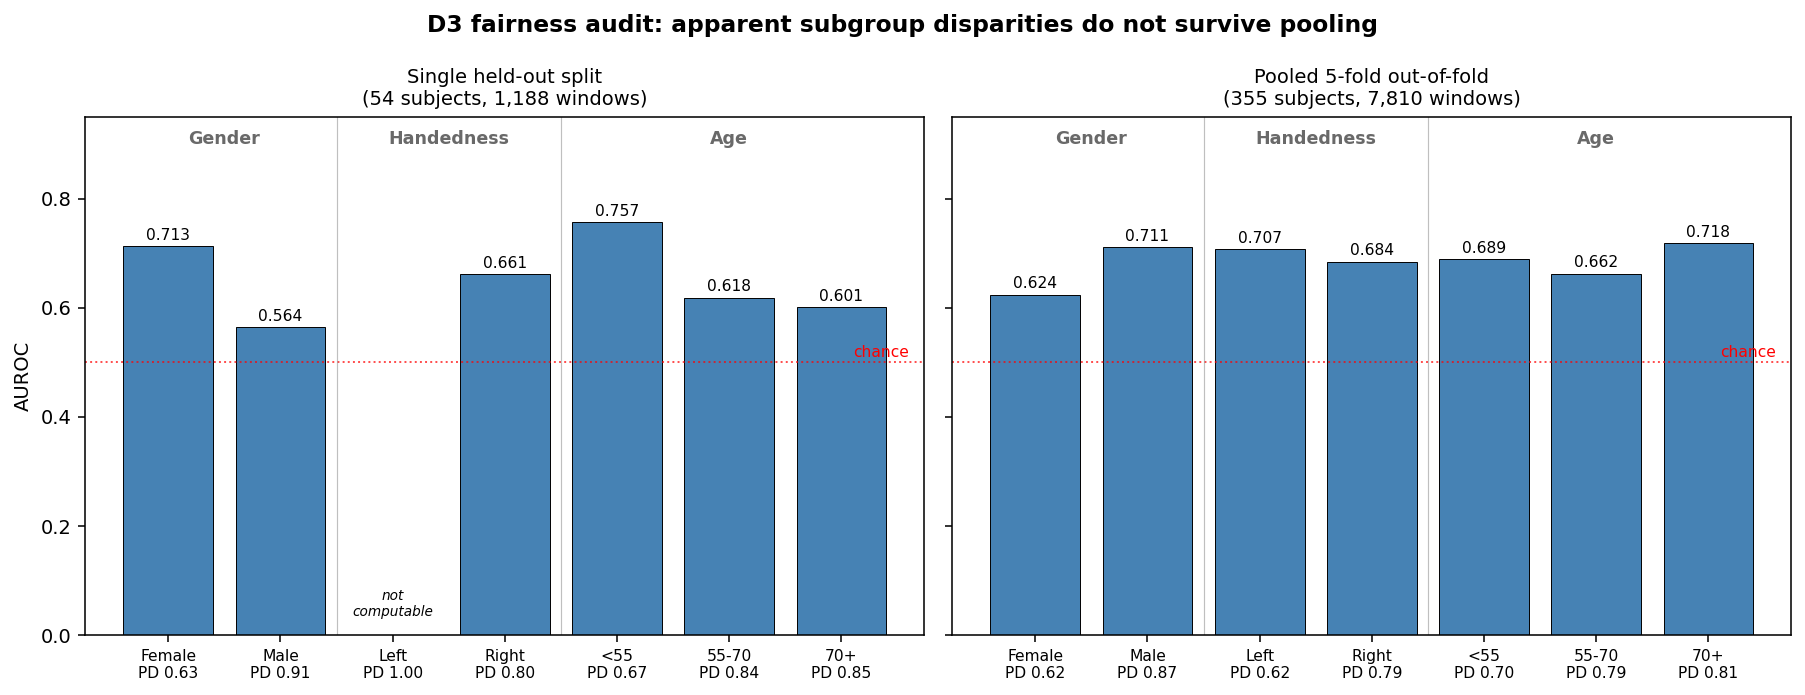 D3 fairness audit: apparent subgroup disparities do not survive pooling
Single held-out split
(54 subjects, 1,188 windows)
Gender
Handedness
Age
AUROC
0.8
0.6
0.4
0.2
0.0
0.713
0.564
not
computable
0.661
0.757
0.618
0.601
chance
Female
PD 0.63
Male
PD 0.91
Left
PD 1.00
Right
PD 0.80
<55
PD 0.67
55-70
PD 0.84
70+
PD 0.85
Pooled 5-fold out-of-fold
(355 subjects, 7,810 windows)
Gender
Handedness
Age
0.624
0.711
0.707
0.684
0.689
0.662
0.718
chance
Female
PD 0.62
Male
PD 0.87
Left
PD 0.62
Right
PD 0.79
<55
PD 0.70
55-70
PD 0.79
70+
PD 0.81